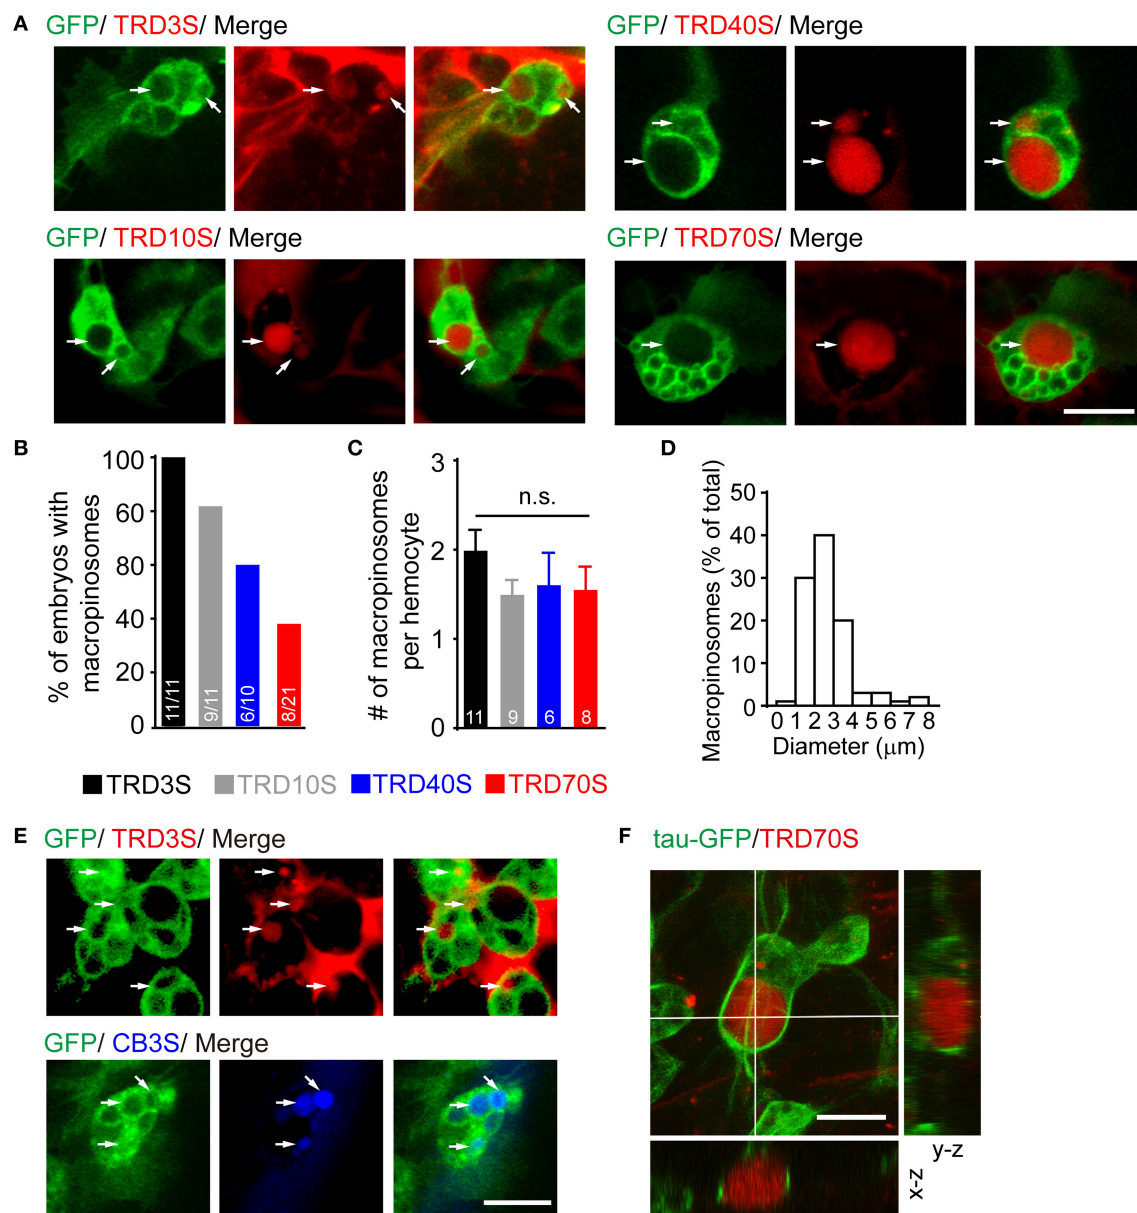 A
GFP/ TRD3S/ Merge
GFP/ TRD40S/ Merge
GFP/ TRD10S/ Merge
GFP/ TRD70S/ Merge
B
% of embryos with
macropinosomes
100
60
80
40
20
0
11/11
9/11
6/10
8/21
C
# of macropinosomes
per hemocyte
3
2
1
0
n.s.
11
9
6
8
D
Macropinosomes (% of total)
50
40
30
20
10
0
0 1 2 3 4 5 6 7 8
Diameter (μm)
TRD3S TRD10S TRD40S TRD70S
E
GFP/ TRD3S/ Merge
GFP/ CB3S/ Merge
F
tau-GFP/TRD70S
y-z
x-z